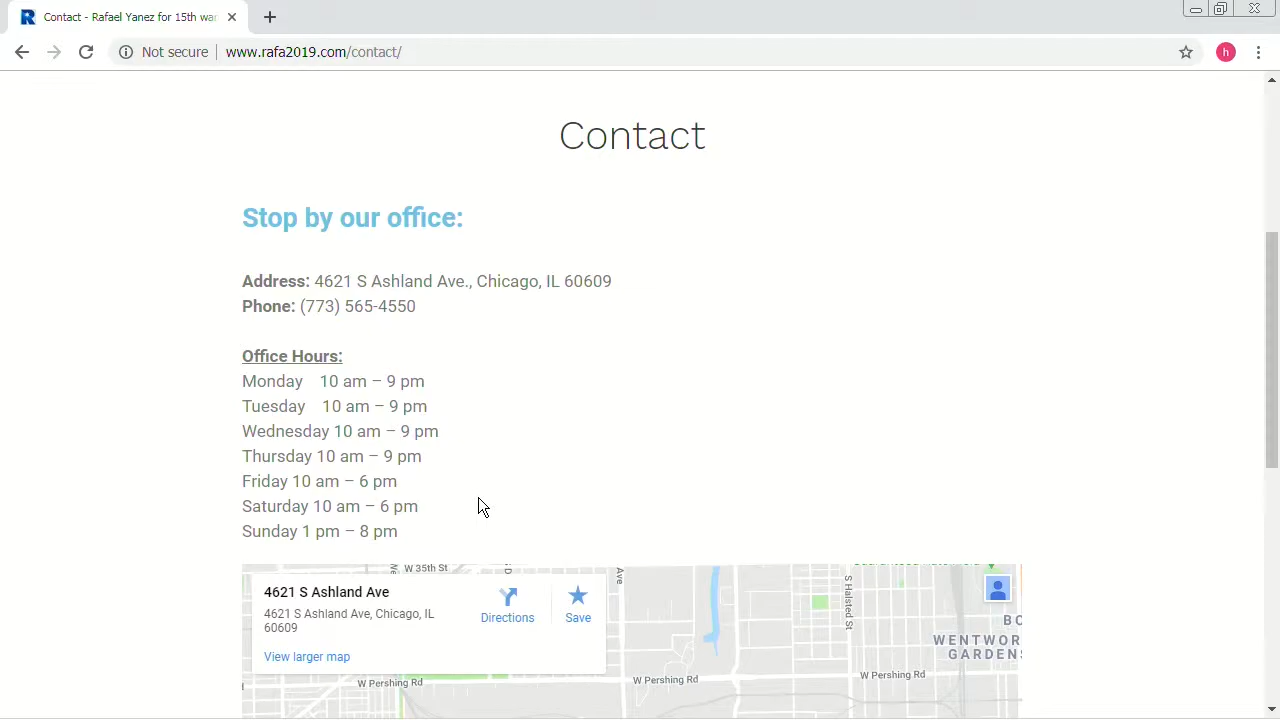 Contact - Rafael Yanez for 15th war
Not secure
www.rafa2019.com/contact/
h
Contact
Stop by our office:
Address: 4621 S Ashland Ave., Chicago, IL 60609
Phone: (773) 565-4550
Office Hours:
Monday 10 am – 9 pm
Tuesday 10 am – 9 pm
Wednesday 10 am – 9 pm
Thursday 10 am – 9 pm
Friday 10 am – 6 pm
Saturday 10 am – 6 pm
Sunday 1 pm – 8 pm
W 35th St
4621 S Ashland Ave
4621 S Ashland Ave, Chicago, IL
60609
Directions
Save
View larger map
Ave
S Halsted St
BO
WENTWOR
GARDENS
W Pershing Rd
W Pershing Rd
W Pershing Rd